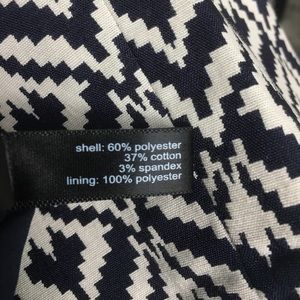 shell: 60% polyester
37% cotton
3% spandex
lining: 100% polyester